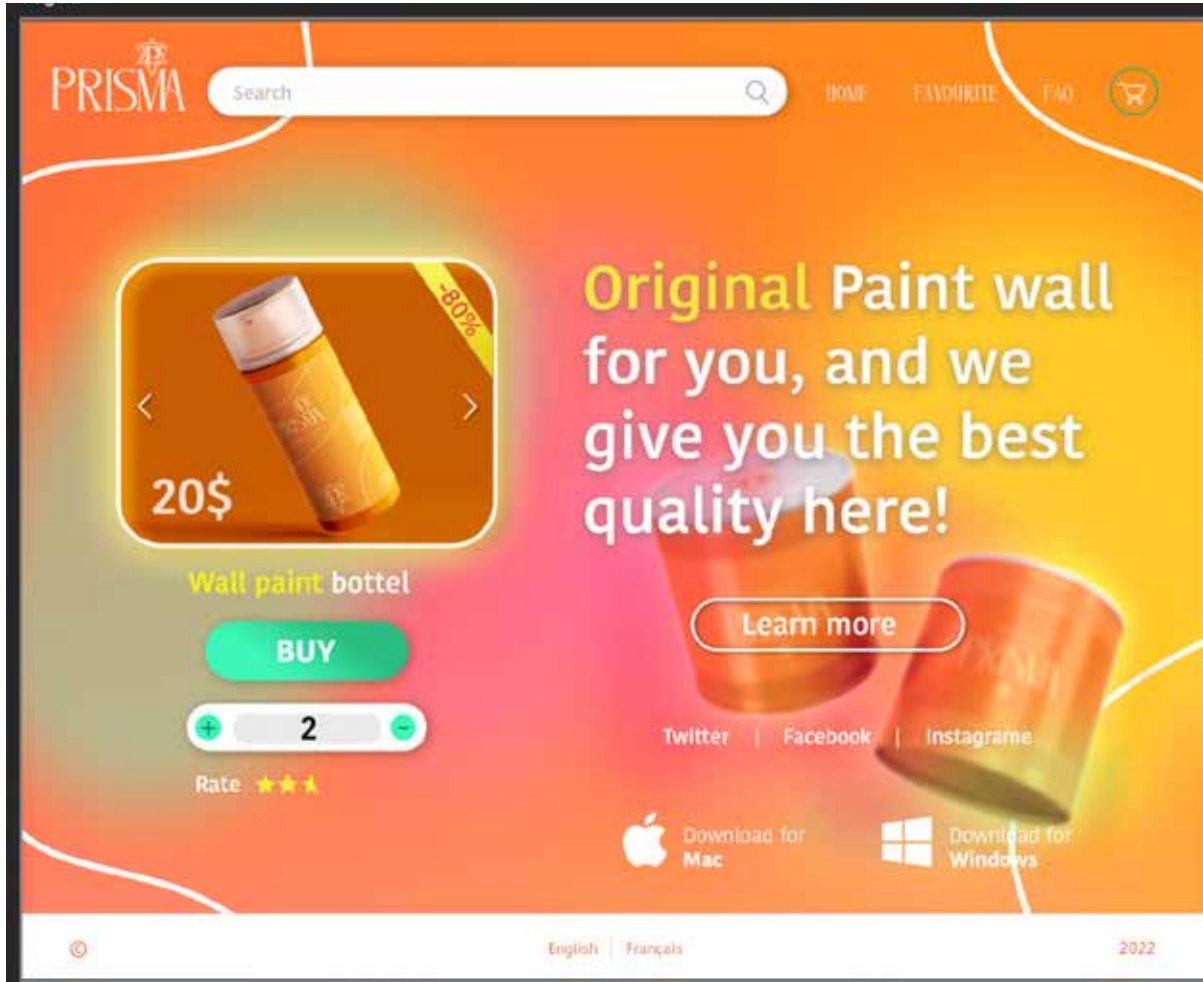 PRISMA
Search
HOME
FAVOURITE
FAQ
-80%
20$
PRISMA
Wall paint bottel
BUY
+ 2 −
Rate
Original Paint wall
for you, and we
give you the best
quality here!
Learn more
PRISMA
Twitter | Facebook | Instagrame
Download for
Mac
Download for
Windows
©
English | Français
2022